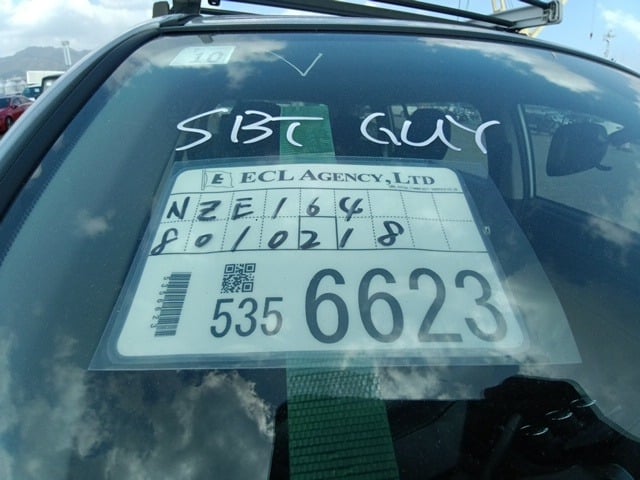 10
V
SBT GUY
E ECL AGENCY, LTD
NZE164
8010218
535 6623